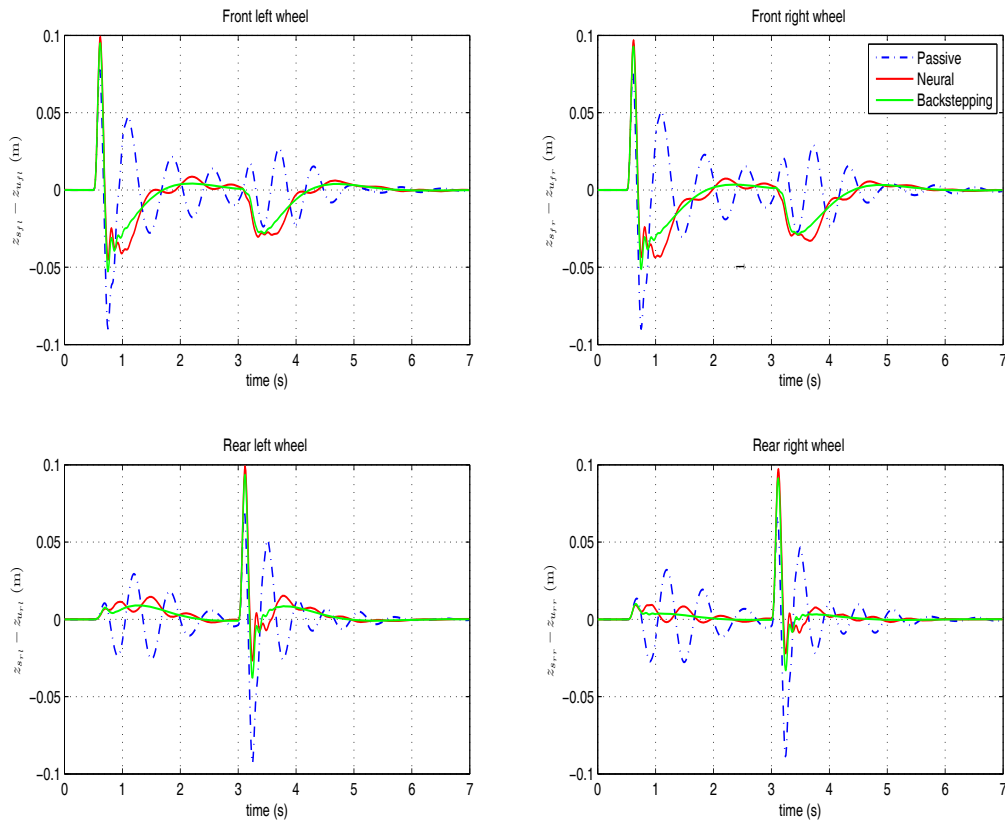 Front left wheel
0.1
0.05
0
−0.05
−0.1
0 1 2 3 4 5 6 7
time (s)
z_{s_{fl}} − z_{u_{fl}} (m)
Front right wheel
Passive
Neural
Backstepping
0.1
0.05
0
−0.05
−0.1
1
0 1 2 3 4 5 6 7
time (s)
z_{s_{fr}} − z_{u_{fr}} (m)
Rear left wheel
0.1
0.05
0
−0.05
−0.1
0 1 2 3 4 5 6 7
time (s)
z_{s_{rl}} − z_{u_{rl}} (m)
Rear right wheel
0.1
0.05
0
−0.05
−0.1
0 1 2 3 4 5 6 7
time (s)
z_{s_{rr}} − z_{u_{rr}} (m)